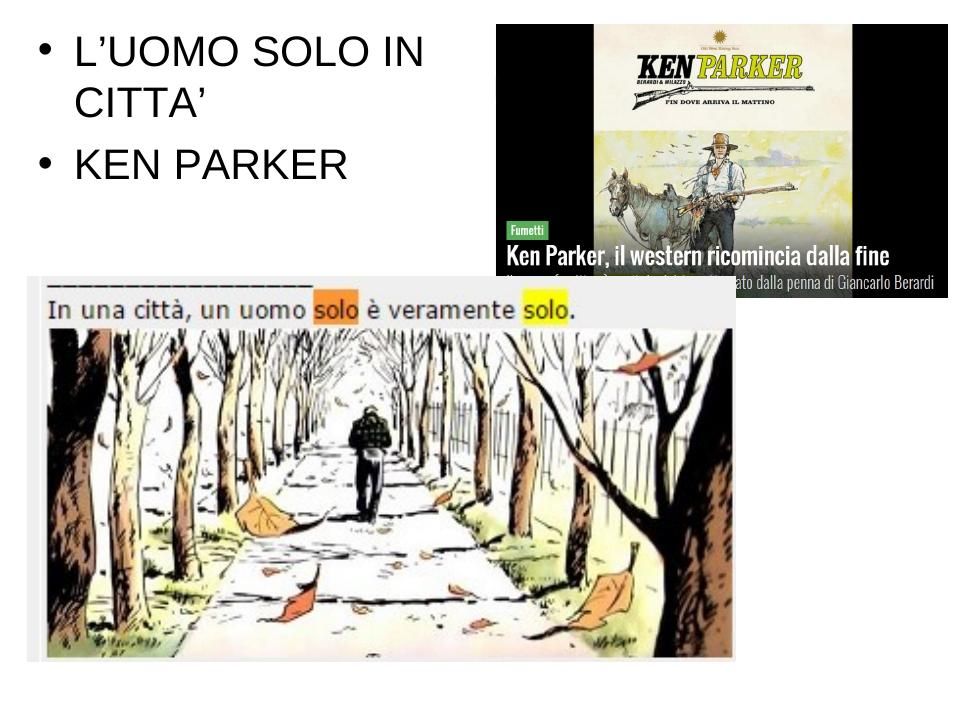 • L’UOMO SOLO IN
CITTA’
• KEN PARKER
KEN PARKER
BERARDI & MILAZZO
FIN DOVE ARRIVA IL MATTINO
Fumetti
Ken Parker, il western ricomincia dalla fine
ato dalla penna di Giancarlo Berardi
In una città, un uomo solo è veramente solo.